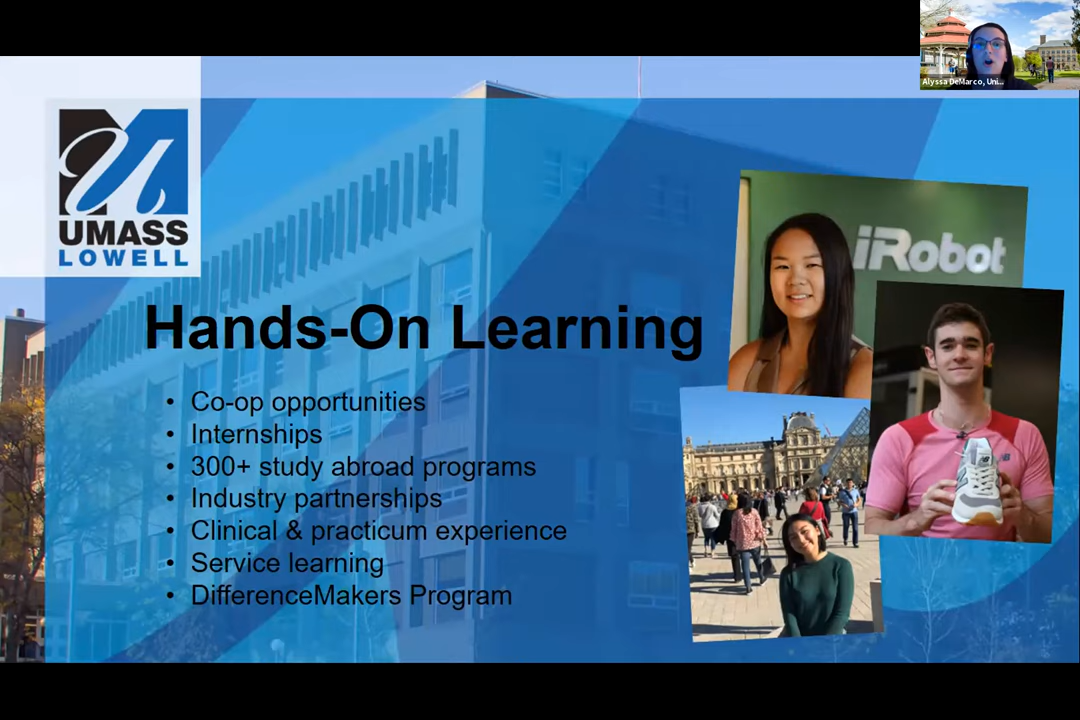 Alyssa DeMarco, Uni...
UMASS
LOWELL
iRobot
Hands-On Learning
• Co-op opportunities
• Internships
• 300+ study abroad programs
• Industry partnerships
• Clinical & practicum experience
• Service learning
• DifferenceMakers Program